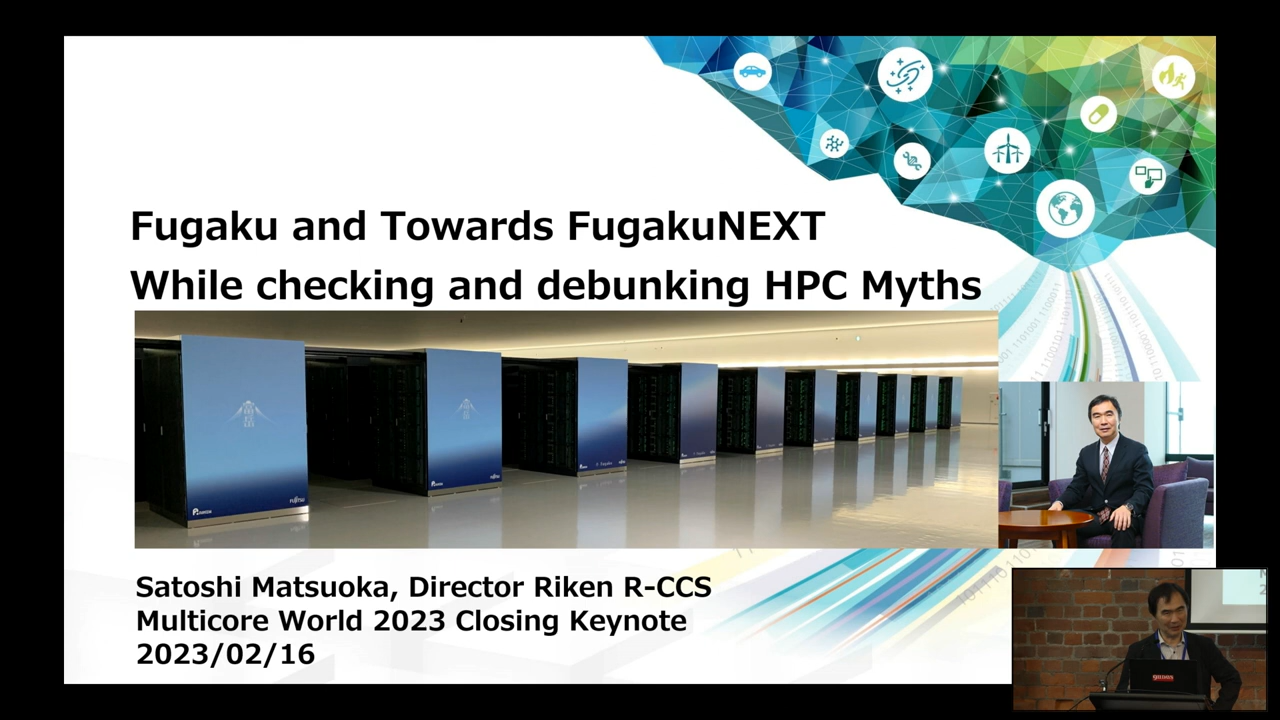 Fugaku and Towards FugakuNEXT
While checking and debunking HPC Myths
FUJITSU
Satoshi Matsuoka, Director Riken R-CCS
Multicore World 2023 Closing Keynote
2023/02/16